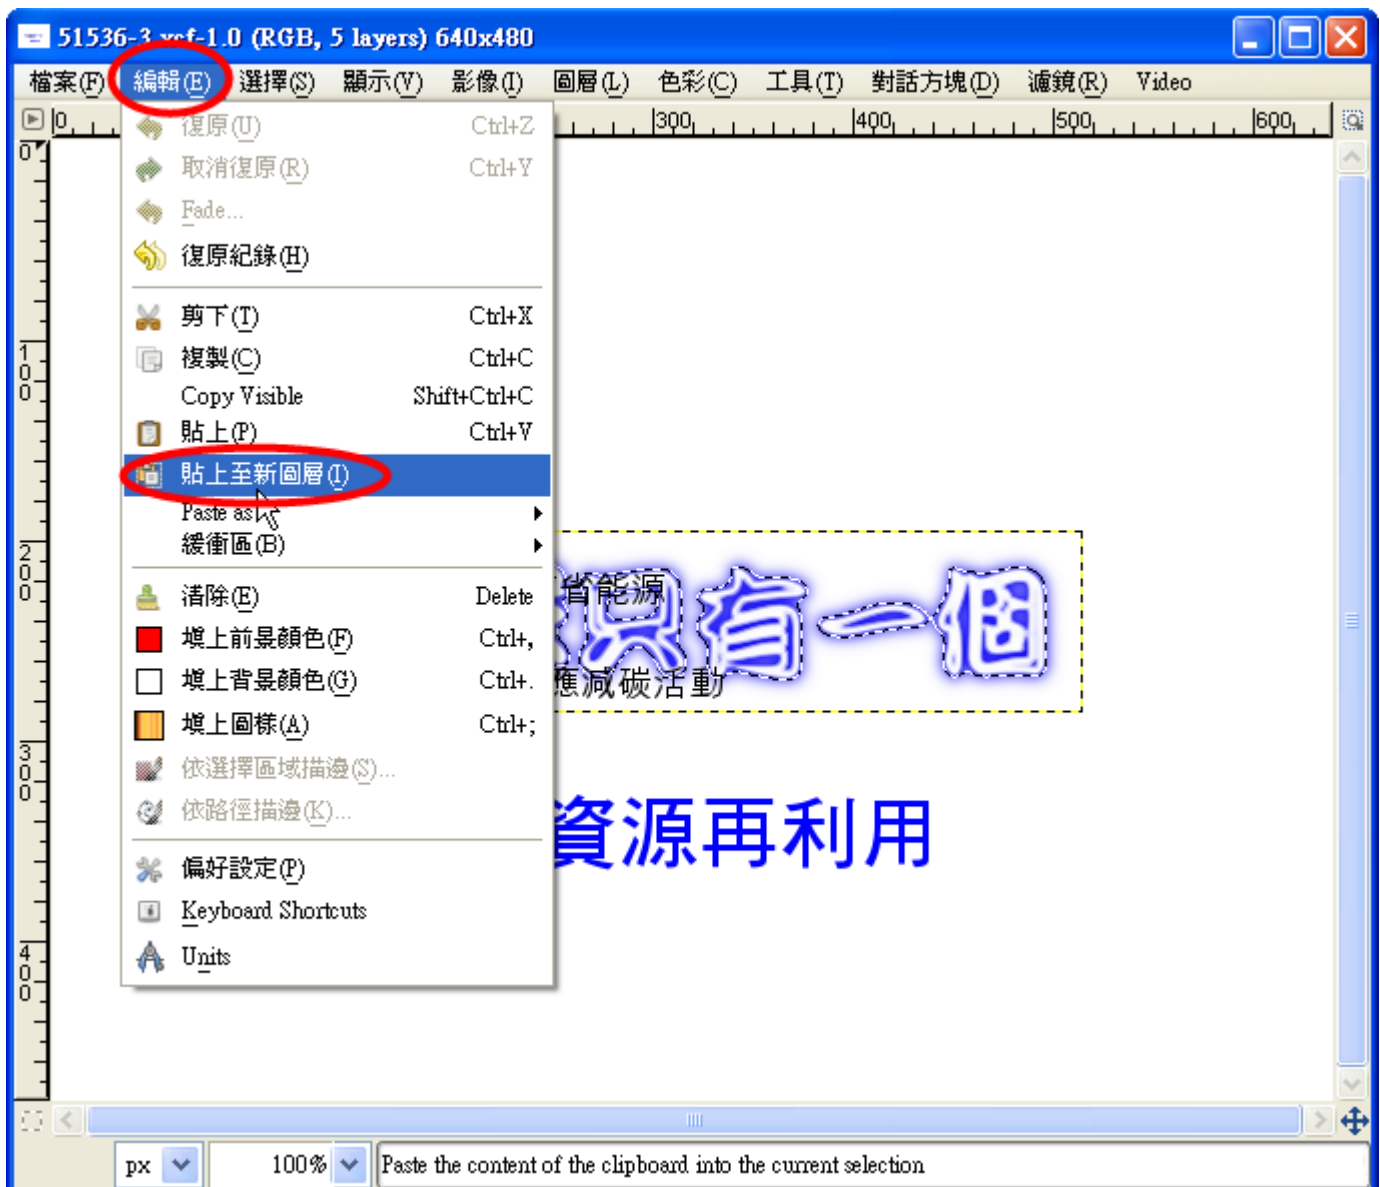 51536-3.xcf-1.0 (RGB, 5 layers) 640x480
檔案(F) 編輯(E) 選擇(S) 顯示(V) 影像(I) 圖層(L) 色彩(C) 工具(T) 對話方塊(D) 濾鏡(R) Video
0 300 400 500 600
0
100
200
300
400
復原(U) Ctrl+Z
取消復原(R) Ctrl+Y
Fade...
復原紀錄(H)
剪下(T) Ctrl+X
複製(C) Ctrl+C
Copy Visible Shift+Ctrl+C
貼上(P) Ctrl+V
貼上至新圖層(I)
Paste as
緩衝區(B)
清除(E) Delete
填上前景顏色(F) Ctrl+,
填上背景顏色(G) Ctrl+.
填上圖樣(A) Ctrl+;
依選擇區域描邊(S)...
依路徑描邊(K)...
偏好設定(P)
Keyboard Shortcuts
Units
省能源
只有一個
應減碳活動
資源再利用
px 100% Paste the content of the clipboard into the current selection